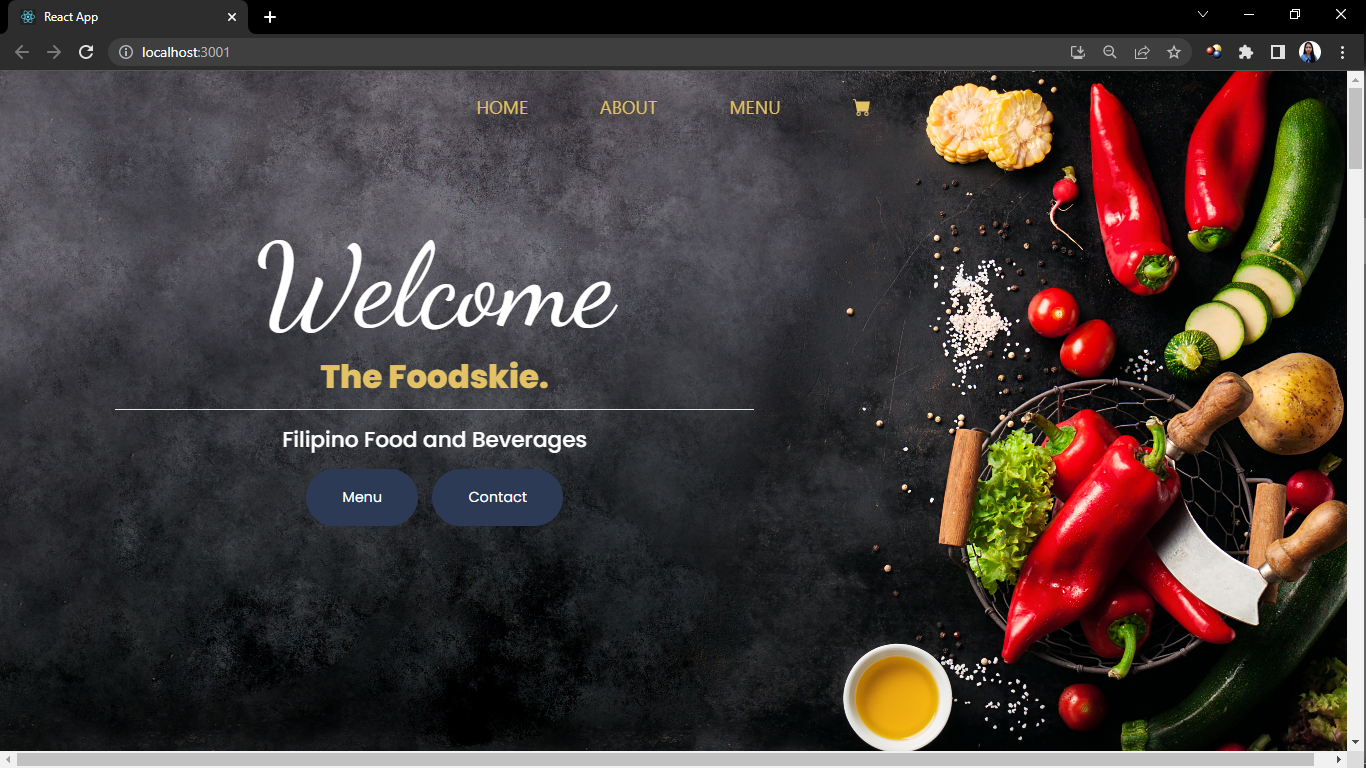 React App
localhost:3001
HOME ABOUT MENU
Welcome
The Foodskie.
Filipino Food and Beverages
Menu Contact